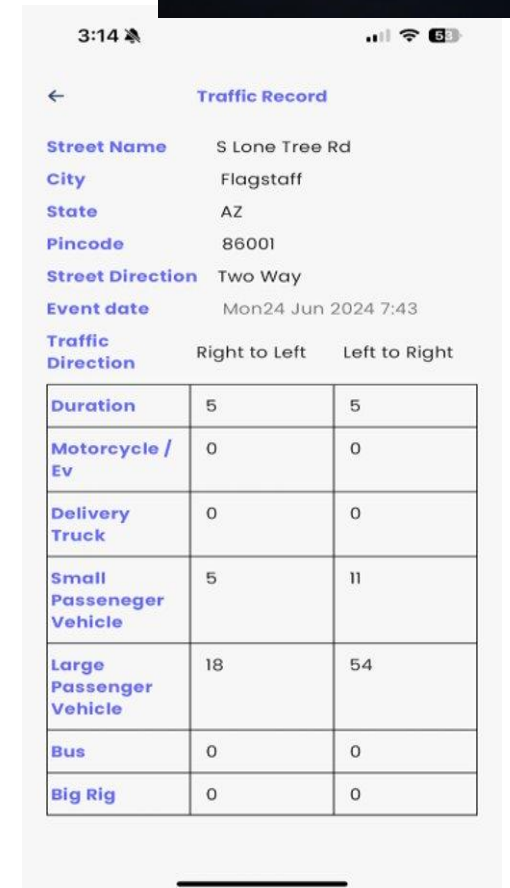 3:14 53
Traffic Record
Street Name S Lone Tree Rd
City Flagstaff
State AZ
Pincode 86001
Street Direction Two Way
Event date Mon24 Jun 2024 7:43
Traffic
Direction Right to Left Left to Right
Duration 5 5
Motorcycle / 0 0
Ev
Delivery 0 0
Truck
Small 5 11
Passeneger
Vehicle
Large 18 54
Passenger
Vehicle
Bus 0 0
Big Rig 0 0